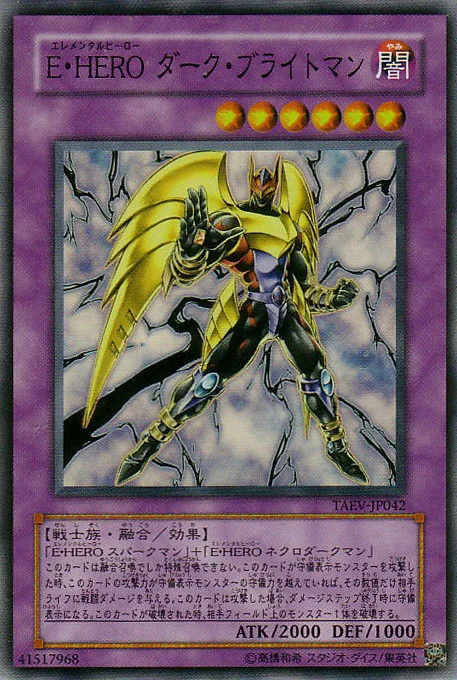 エレメンタルヒーロー
E・HERO ダーク・ブライトマン
やみ
闇
TAEV-JP042
【戦士族・融合/効果】
「E・HERO スパークマン」+「E・HERO ネクロダークマン」
このカードは融合召喚でしか特殊召喚できない。このカードが守備表示モンスターを攻撃し
た時、このカードの攻撃力が守備表示モンスターの守備力を越えていれば、その数値だけ相手
ライフに戦闘ダメージを与える。このカードは攻撃した場合、ダメージステップ終了時に守備
表示になる。このカードが破壊された時、相手フィールド上のモンスター1体を破壊する。
ATK/2000 DEF/1000
41517968
©高橋和希 スタジオ・ダイス/集英社